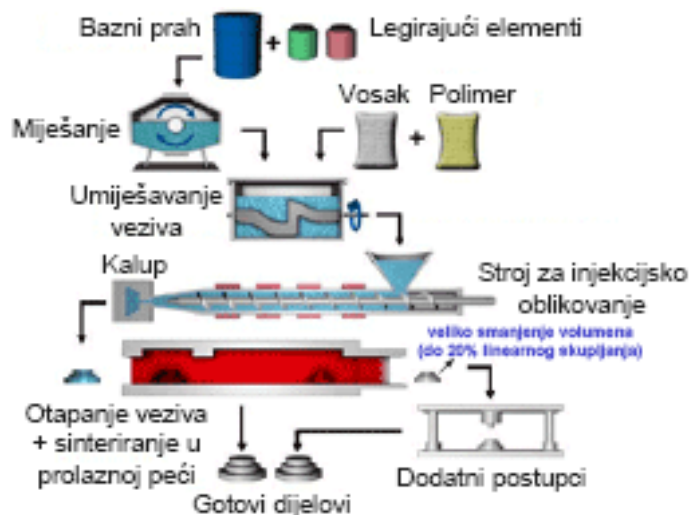 Bazni prah
+
Legirajući elementi
Miješanje
Vosak
+
Polimer
Umiješavanje
veziva
Kalup
Stroj za injekcijsko
oblikovanje
veliko smanjenje volumena
(do 20% linearnog skupljanja)
Otapanje veziva
+ sinteriranje u
prolaznoj peći
Gotovi dijelovi
Dodatni postupci